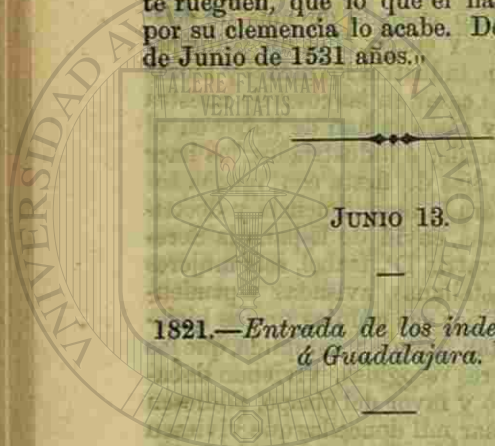 te rueguen, que lo que él ha
por su clemencia lo acabe. De
de Junio de 1531 años.„
ALERE FLAMMAM
VERITATIS
JUNIO 13.
1821.—Entrada de los inde
á Guadalajara.